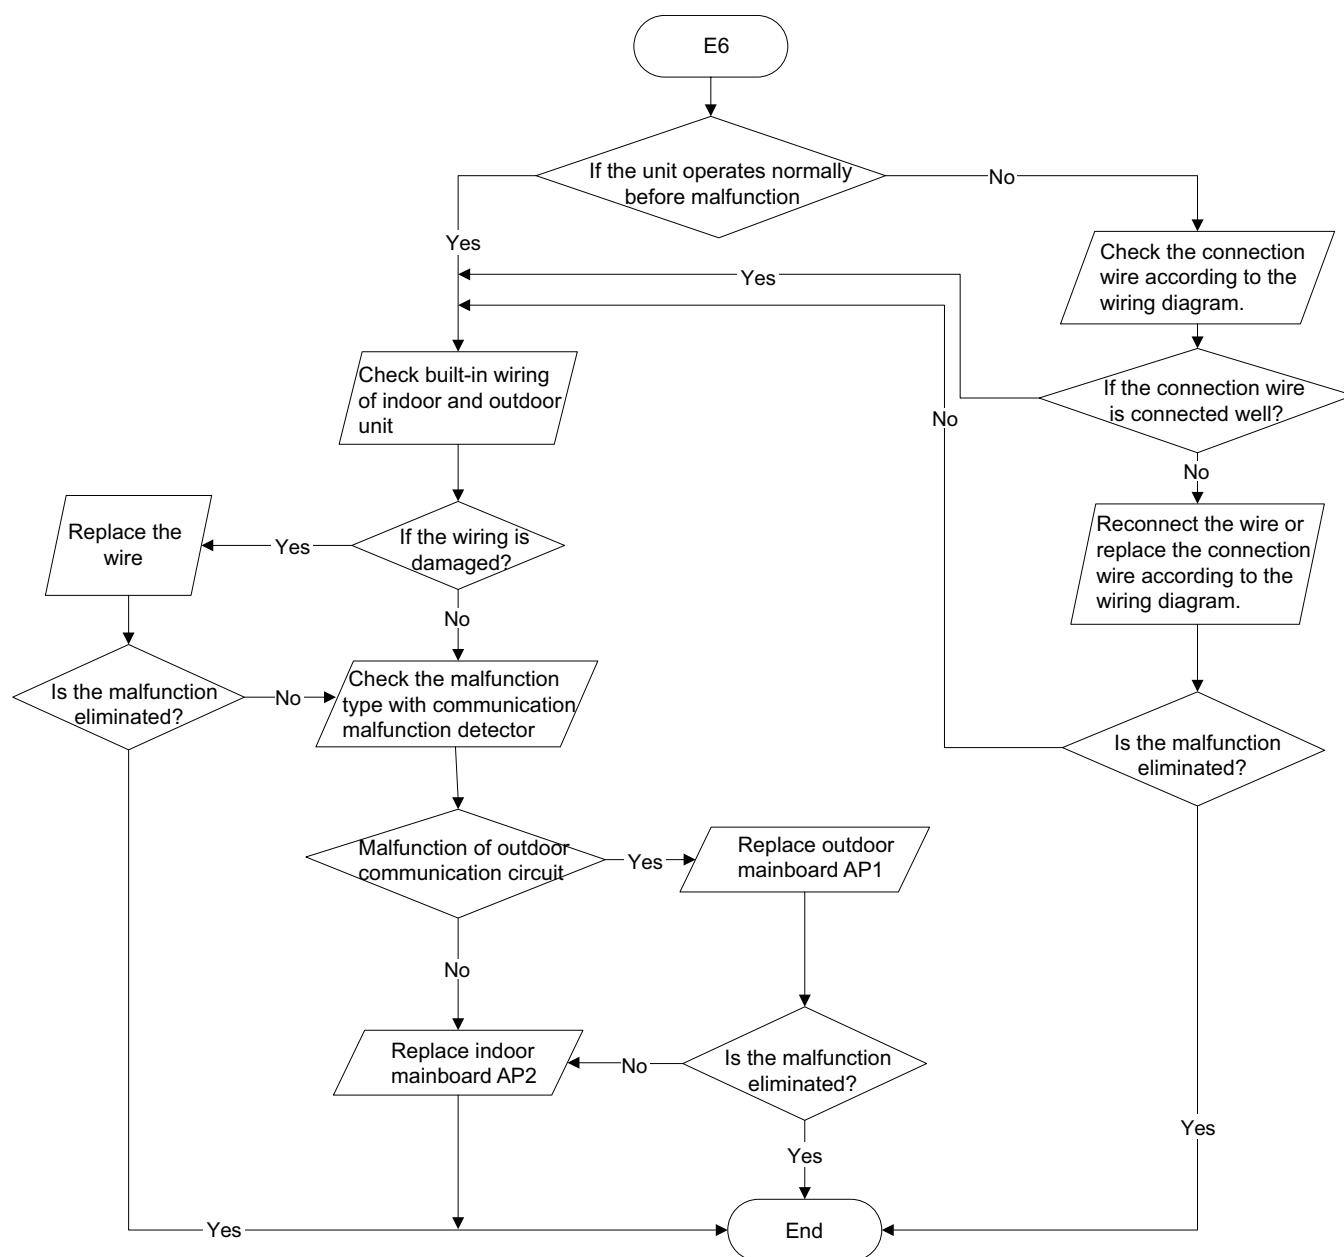 E6
If the unit operates normally
before malfunction
No
Yes
Check the connection
wire according to the
wiring diagram.
Yes
Check built-in wiring
of indoor and outdoor
unit
If the connection wire
is connected well?
No
No
Replace the
wire
Yes
If the wiring is
damaged?
Reconnect the wire or
replace the connection
wire according to the
wiring diagram.
No
Is the malfunction
eliminated?
No
Check the malfunction
type with communication
malfunction detector
Is the malfunction
eliminated?
Malfunction of outdoor
communication circuit
Yes
Replace outdoor
mainboard AP1
No
Replace indoor
mainboard AP2
No
Is the malfunction
eliminated?
Yes
Yes
Yes
End